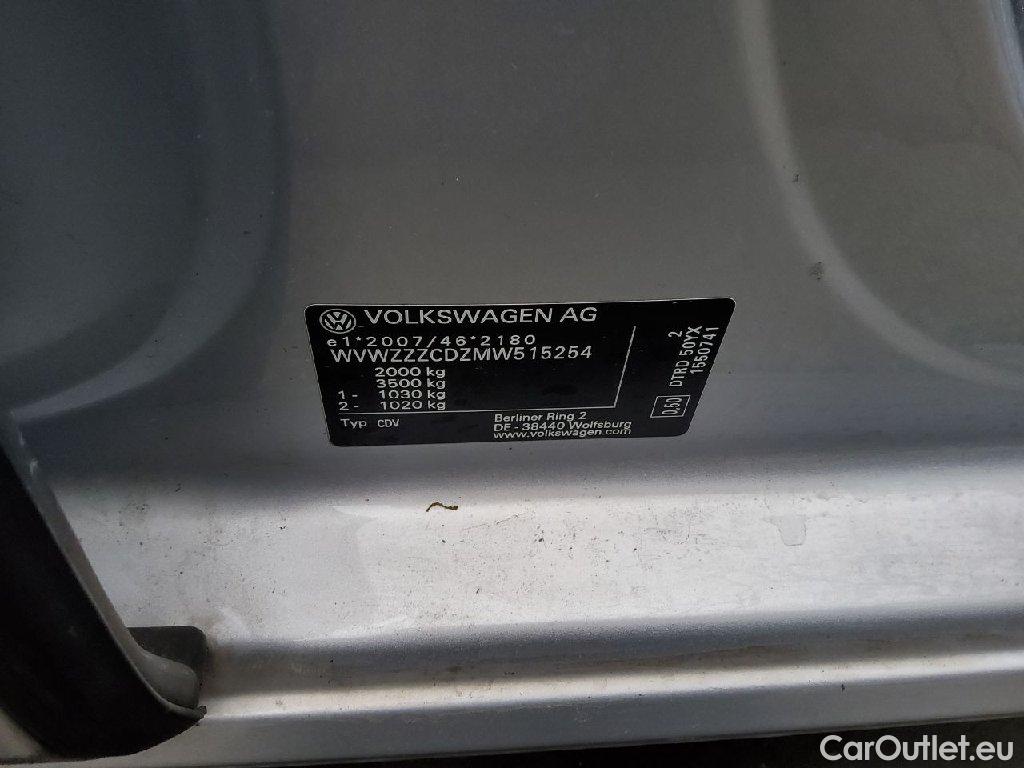 VOLKSWAGEN AG
e1*2007/46*2180
WVWZZZCDZMW515254
2000 kg
3500 kg
1 - 1030 kg
2 - 1020 kg
Typ CDV
Berliner Ring 2
DE - 38440 Wolfsburg
www.volkswagen.com
2
DTRD 50YX
1550741
0.50
CarOutlet.eu